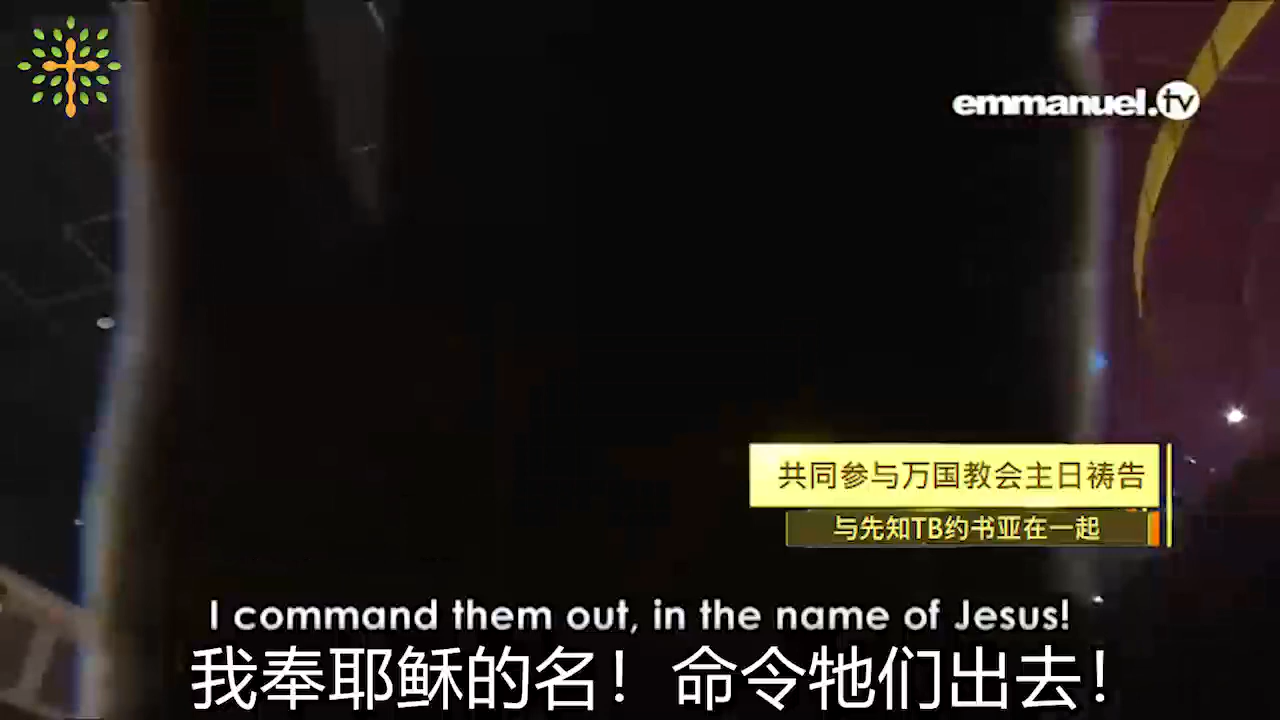 emmanuel.tv
共同参与万国教会主日祷告
与先知TB约书亚在一起
I command them out, in the name of Jesus!
我奉耶稣的名！命令牠们出去！